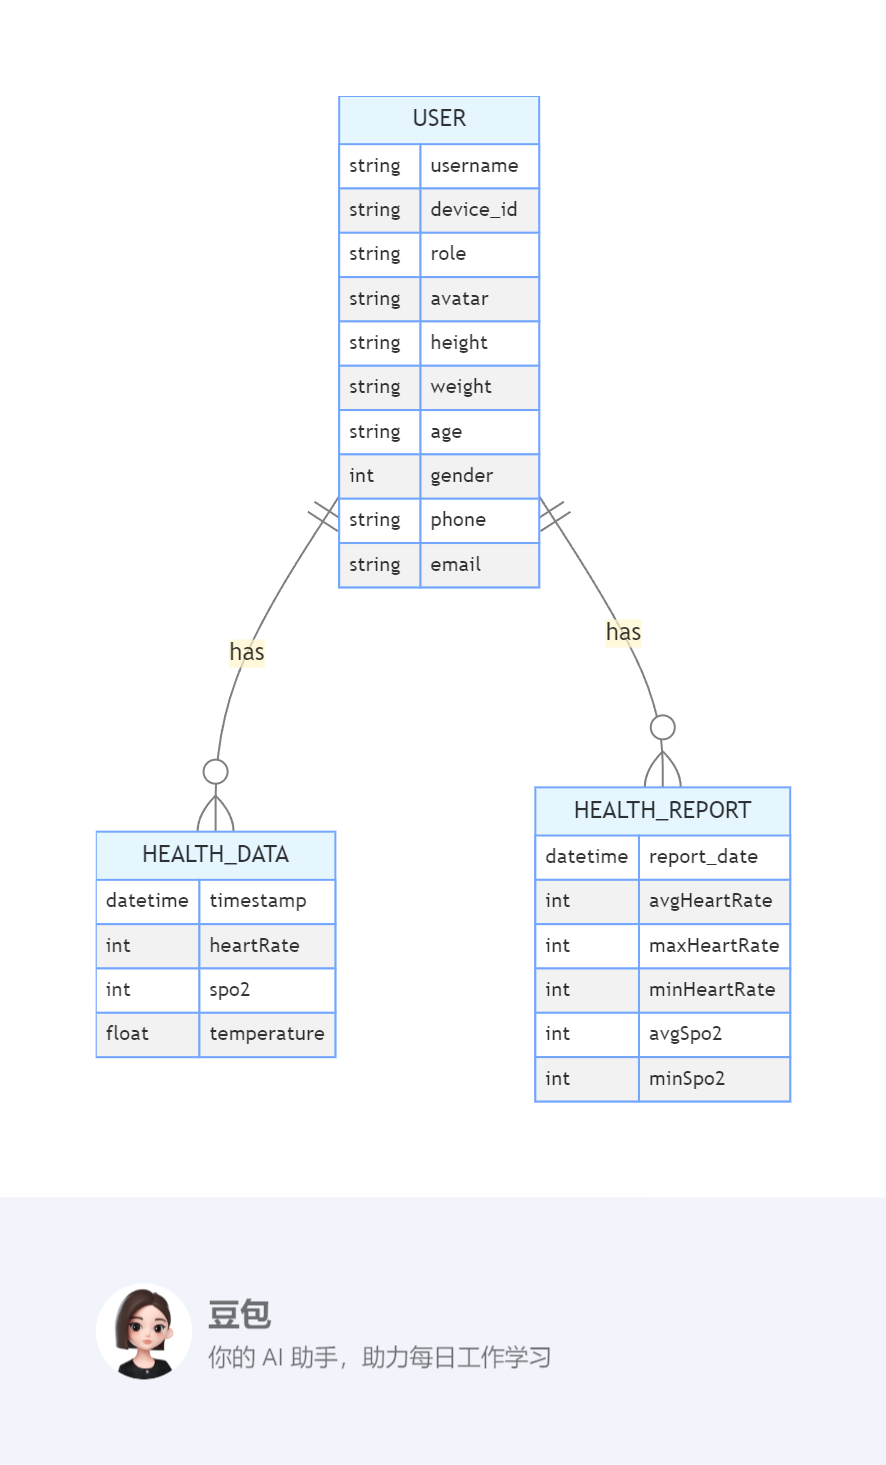 USER
string username
string device_id
string role
string avatar
string height
string weight
string age
int gender
string phone
string email
has
has
HEALTH_DATA
datetime timestamp
int heartRate
int spo2
float temperature
HEALTH_REPORT
datetime report_date
int avgHeartRate
int maxHeartRate
int minHeartRate
int avgSpo2
int minSpo2
豆包
你的 AI 助手，助力每日工作学习